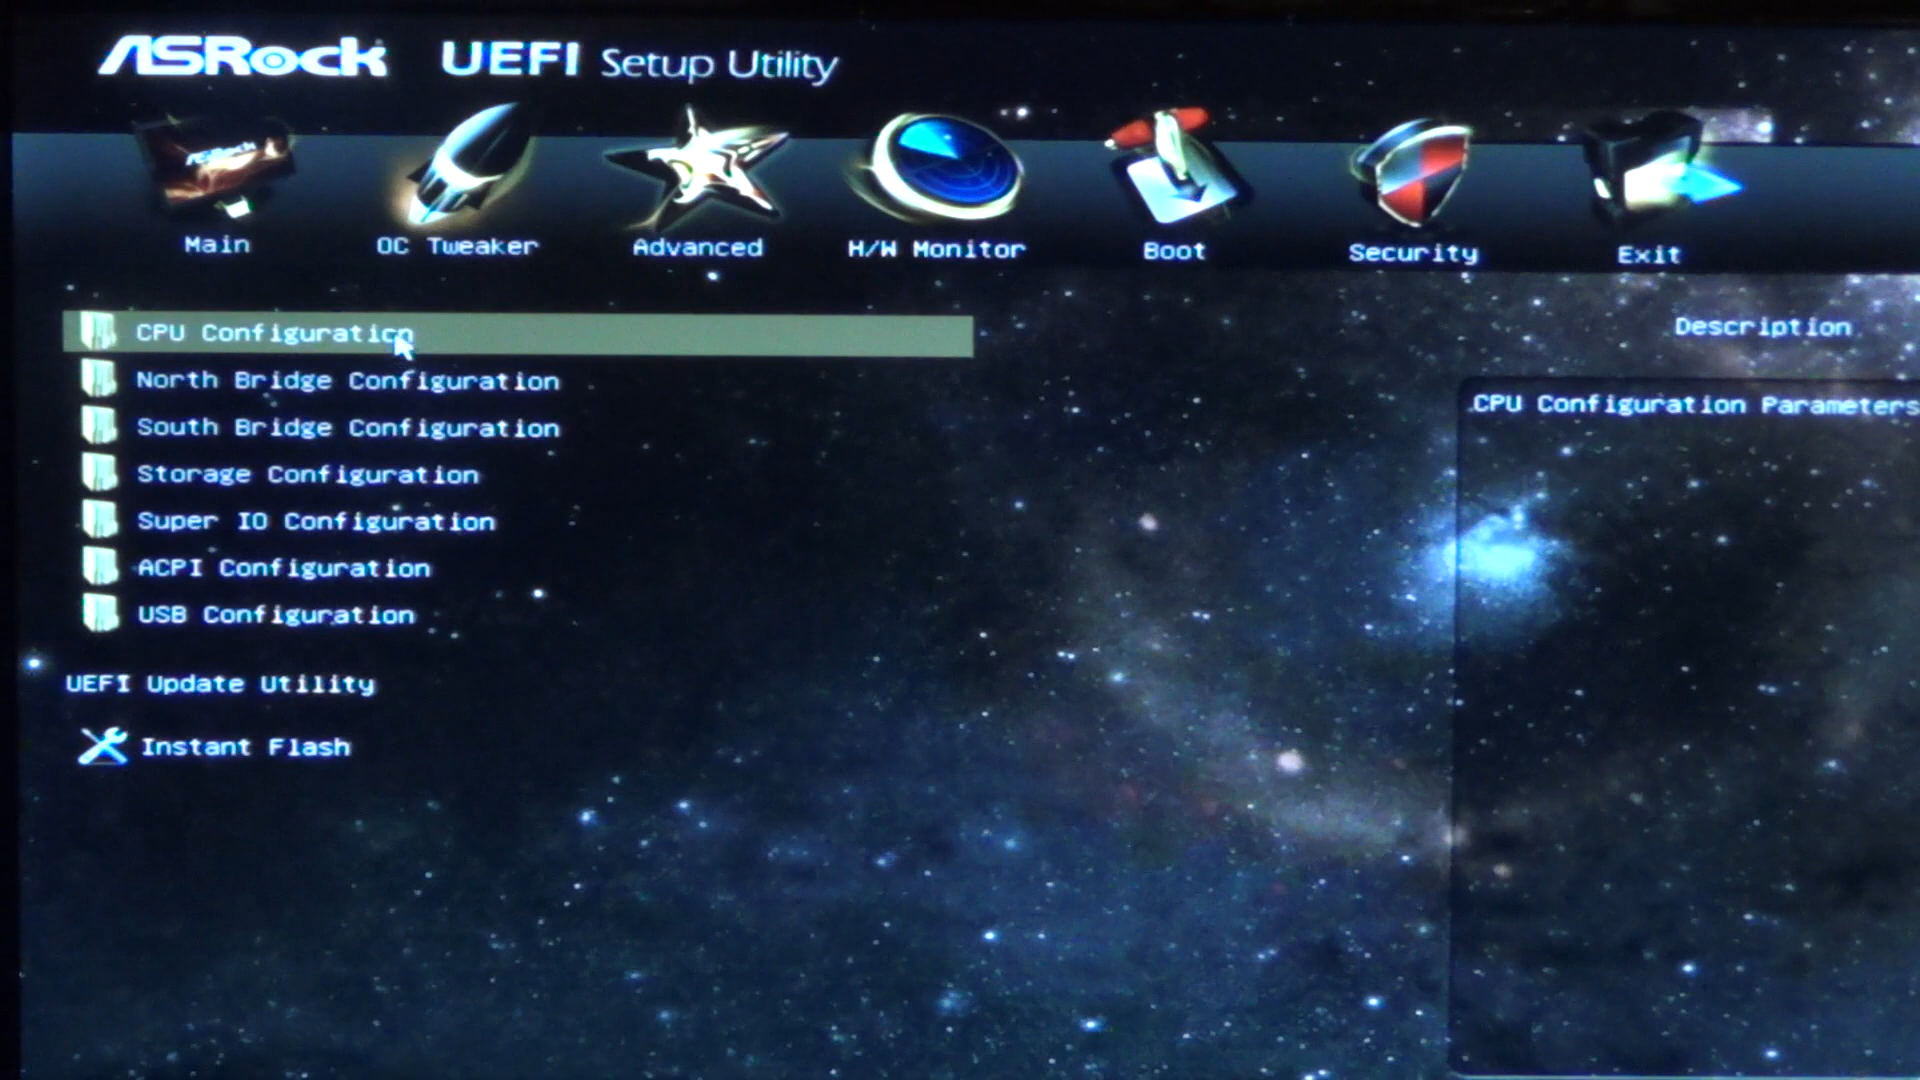 ASRock UEFI Setup Utility
ASRock
Main OC Tweaker Advanced H/W Monitor Boot Security Exit
CPU Configuration
North Bridge Configuration
South Bridge Configuration
Storage Configuration
Super IO Configuration
ACPI Configuration
USB Configuration
UEFI Update Utility
Instant Flash
Description
CPU Configuration Parameters